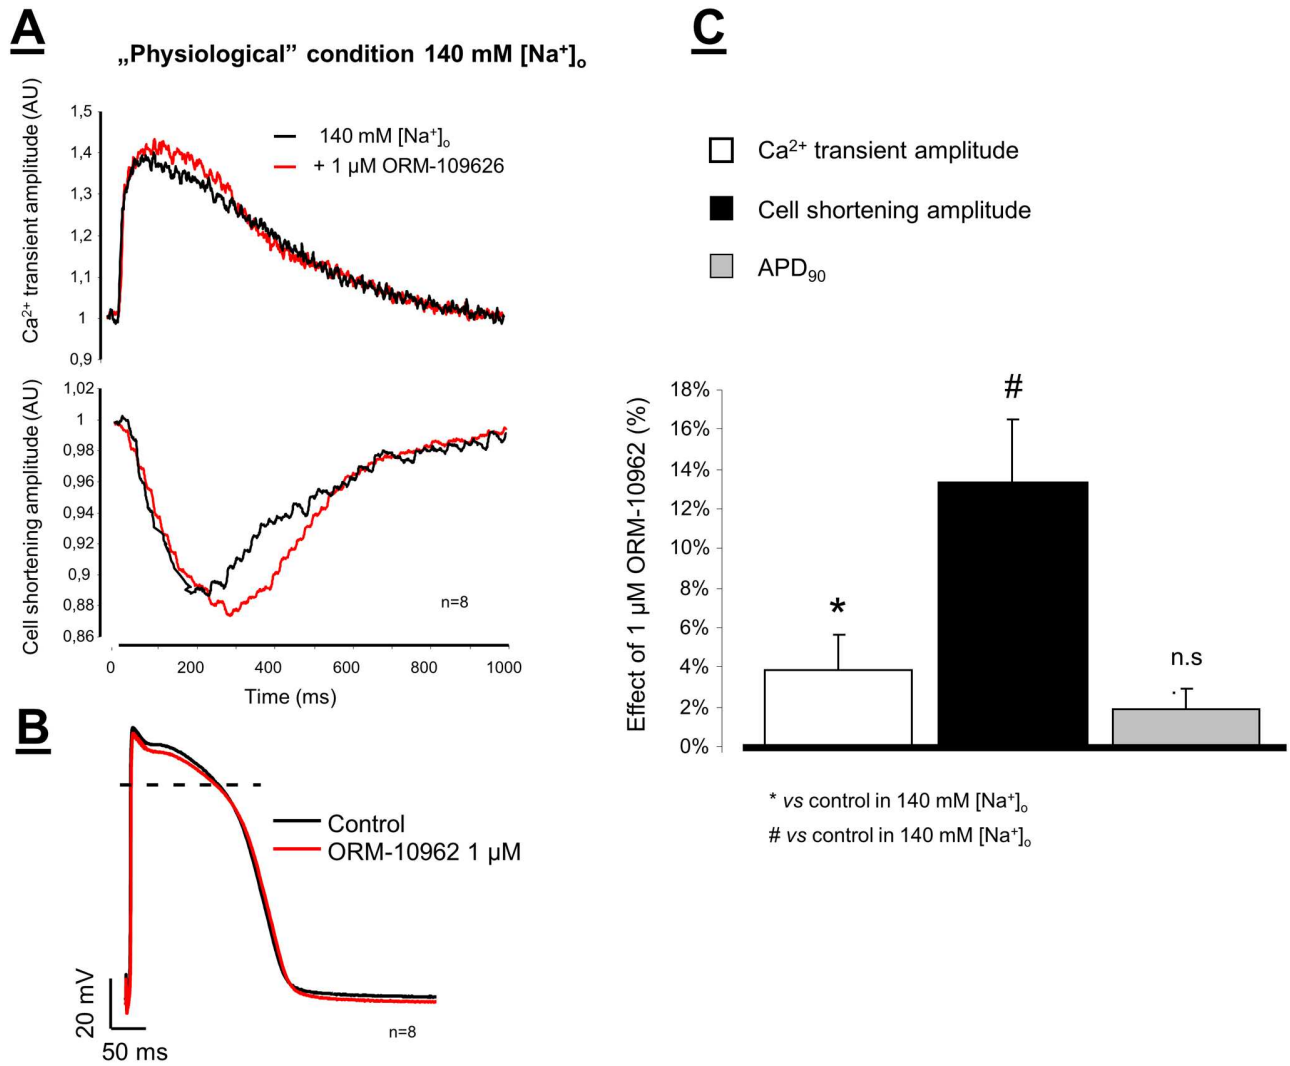 A
„Physiological” condition 140 mM [Na⁺]ₒ
Ca²⁺ transient amplitude (AU)
1,5
1,4
1,3
1,2
1,1
1
0,9
140 mM [Na⁺]ₒ
+ 1 µM ORM-109626
Cell shortening amplitude (AU)
1,02
1
0,98
0,96
0,94
0,92
0,9
0,88
0,86
n=8
0 200 400 600 800 1000
Time (ms)
B
Control
ORM-10962 1 µM
20 mV
50 ms
n=8
C
Ca²⁺ transient amplitude
Cell shortening amplitude
APD₉₀
Effect of 1 µM ORM-10962 (%)
18%
16%
14%
12%
10%
8%
6%
4%
2%
0%
*
#
n.s
.
* vs control in 140 mM [Na⁺]ₒ
# vs control in 140 mM [Na⁺]ₒ